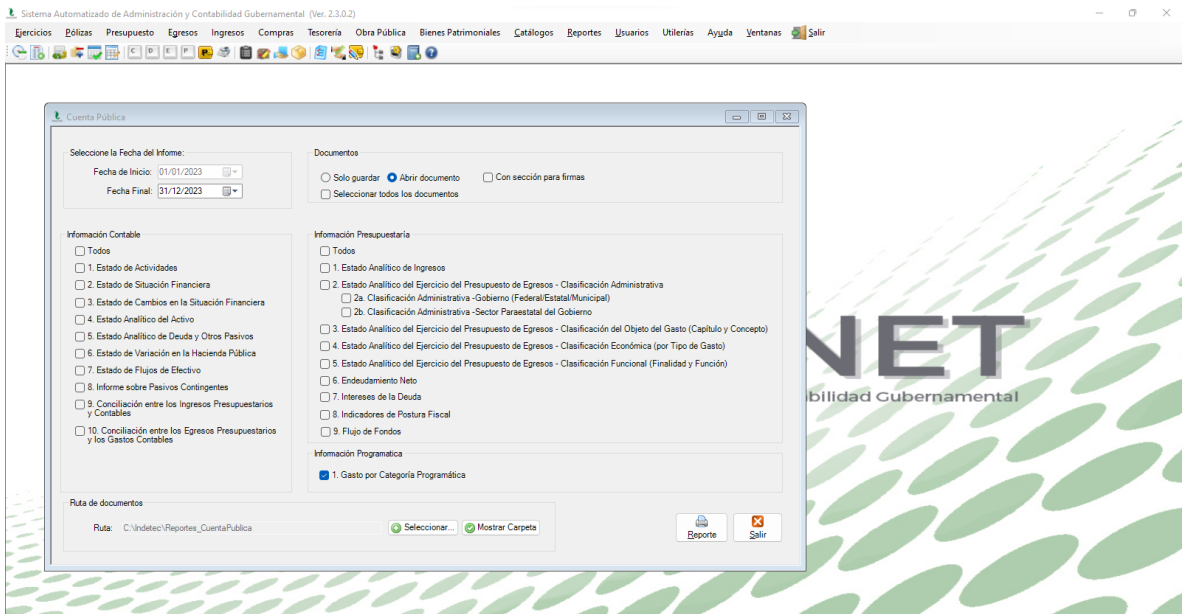 Sistema Automatizado de Administración y Contabilidad Gubernamental (Ver. 2.3.0.2)
Ejercicios Pólizas Presupuesto Egresos Ingresos Compras Tesorería Obra Pública Bienes Patrimoniales Catálogos Reportes Usuarios Utilerías Ayuda Ventanas Salir
C D E P
Cuenta Pública
Seleccione la Fecha del Informe:
Fecha de Inicio: 01/01/2023
Fecha Final: 31/12/2023
Documentos
Solo guardar Abrir documento Con sección para firmas
Seleccionar todos los documentos
Información Contable
Todos
1. Estado de Actividades
2. Estado de Situación Financiera
3. Estado de Cambios en la Situación Financiera
4. Estado Analítico del Activo
5. Estado Analítico de Deuda y Otros Pasivos
6. Estado de Variación en la Hacienda Pública
7. Estado de Flujos de Efectivo
8. Informe sobre Pasivos Contingentes
9. Conciliación entre los Ingresos Presupuestarios
y Contables
10. Conciliación entre los Egresos Presupuestarios
y los Gastos Contables
Información Presupuestaría
Todos
1. Estado Analítico de Ingresos
2. Estado Analítico del Ejercicio del Presupuesto de Egresos - Clasificación Administrativa
2a. Clasificación Administrativa -Gobierno (Federal/Estatal/Municipal)
2b. Clasificación Administrativa -Sector Paraestatal del Gobierno
3. Estado Analítico del Ejercicio del Presupuesto de Egresos - Clasificación del Objeto del Gasto (Capítulo y Concepto)
4. Estado Analítico del Ejercicio del Presupuesto de Egresos - Clasificación Económica (por Tipo de Gasto)
5. Estado Analítico del Ejercicio del Presupuesto de Egresos - Clasificación Funcional (Finalidad y Función)
6. Endeudamiento Neto
7. Intereses de la Deuda
8. Indicadores de Postura Fiscal
9. Flujo de Fondos
Información Programatica
1. Gasto por Categoría Programática
Ruta de documentos
Ruta: C:\Indetec\Reportes_CuentaPublica Seleccionar... Mostrar Carpeta
Reporte Salir
NET
bilidad Gubernamental